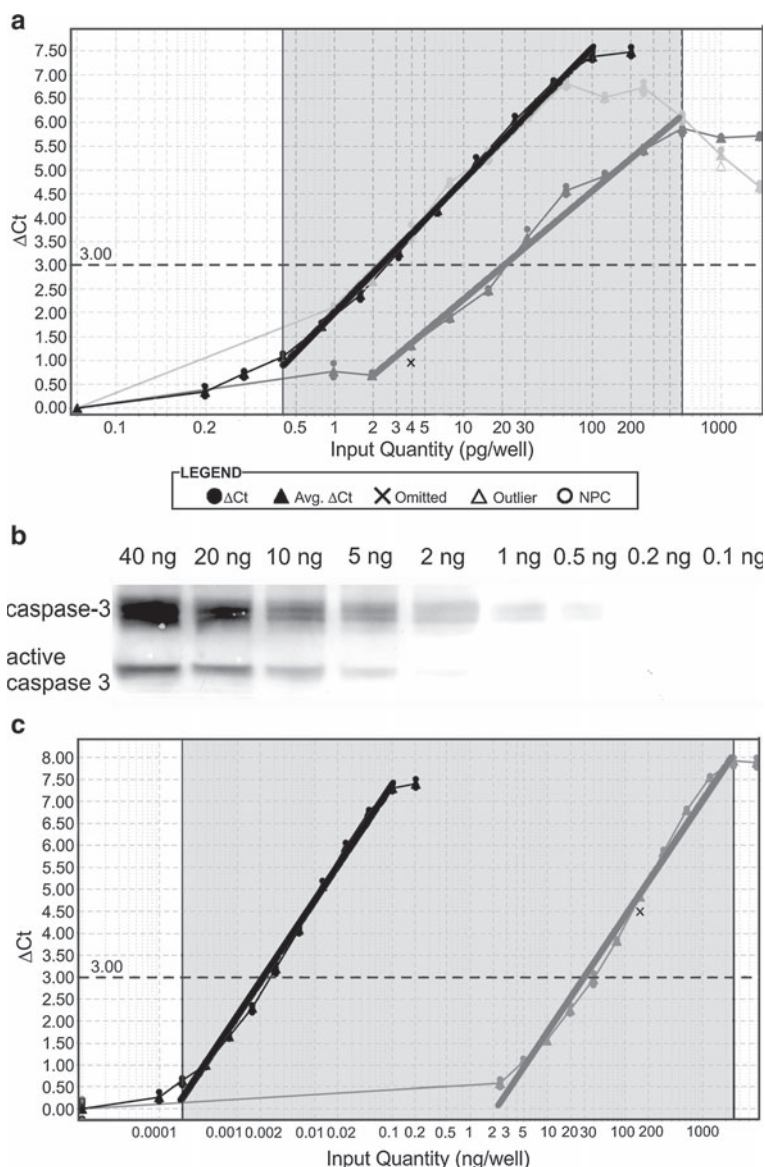 a
7.50
7.00
6.50
6.00
5.50
5.00
4.50
4.00
3.50
3.00
2.50
2.00
1.50
1.00
0.50
0.00
ΔCt
3.00
0.1 0.2 0.5 1 2 3 4 5 10 20 30 100 200 1000
Input Quantity (pg/well)
LEGEND
ΔCt Avg. ΔCt Omitted Outlier NPC
b
40 ng 20 ng 10 ng 5 ng 2 ng 1 ng 0.5 ng 0.2 ng 0.1 ng
caspase-3
active
caspase 3
c
8.00
7.50
7.00
6.50
6.00
5.50
5.00
4.50
4.00
3.50
3.00
2.50
2.00
1.50
1.00
0.50
0.00
ΔCt
3.00
0.0001 0.001 0.002 0.01 0.02 0.1 0.2 0.5 1 2 3 5 10 20 30 100 200 1000
Input Quantity (ng/well)